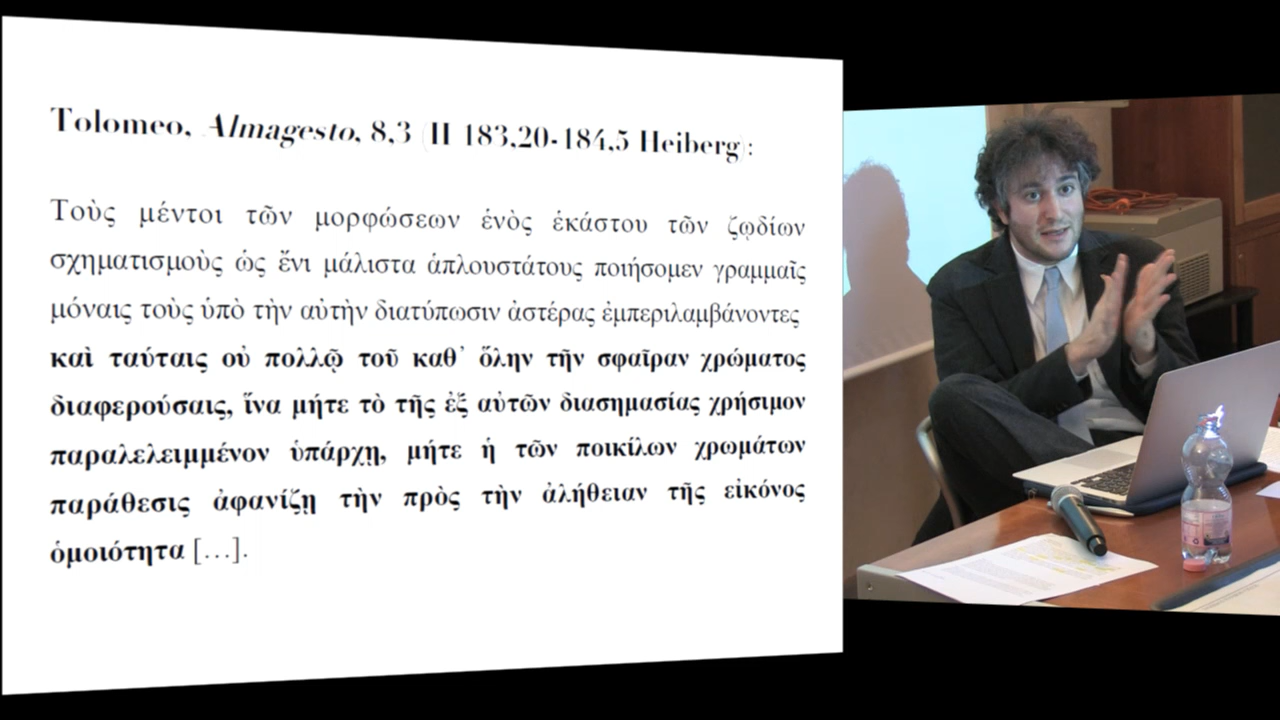 Tolomeo, Almagesto, 8,3 (II 183,20-184,5 Heiberg):
Τοὺς μέντοι τῶν μορφώσεων ἑνὸς ἑκάστου τῶν ζῳδίων
σχηματισμοὺς ὡς ἔνι μάλιστα ἁπλουστάτους ποιήσομεν γραμμαῖς
μόναις τοὺς ὑπὸ τὴν αὐτὴν διατύπωσιν ἀστέρας ἐμπεριλαμβάνοντες
καὶ ταύταις οὐ πολλῷ τοῦ καθ᾽ ὅλην τὴν σφαῖραν χρώματος
διαφερούσαις, ἵνα μήτε τὸ τῆς ἐξ αὐτῶν διασημασίας χρήσιμον
παραλελειμμένον ὑπάρχῃ, μήτε ἡ τῶν ποικίλων χρωμάτων
παράθεσις ἀφανίζῃ τὴν πρὸς τὴν ἀλήθειαν τῆς εἰκόνος
ὁμοιότητα […].